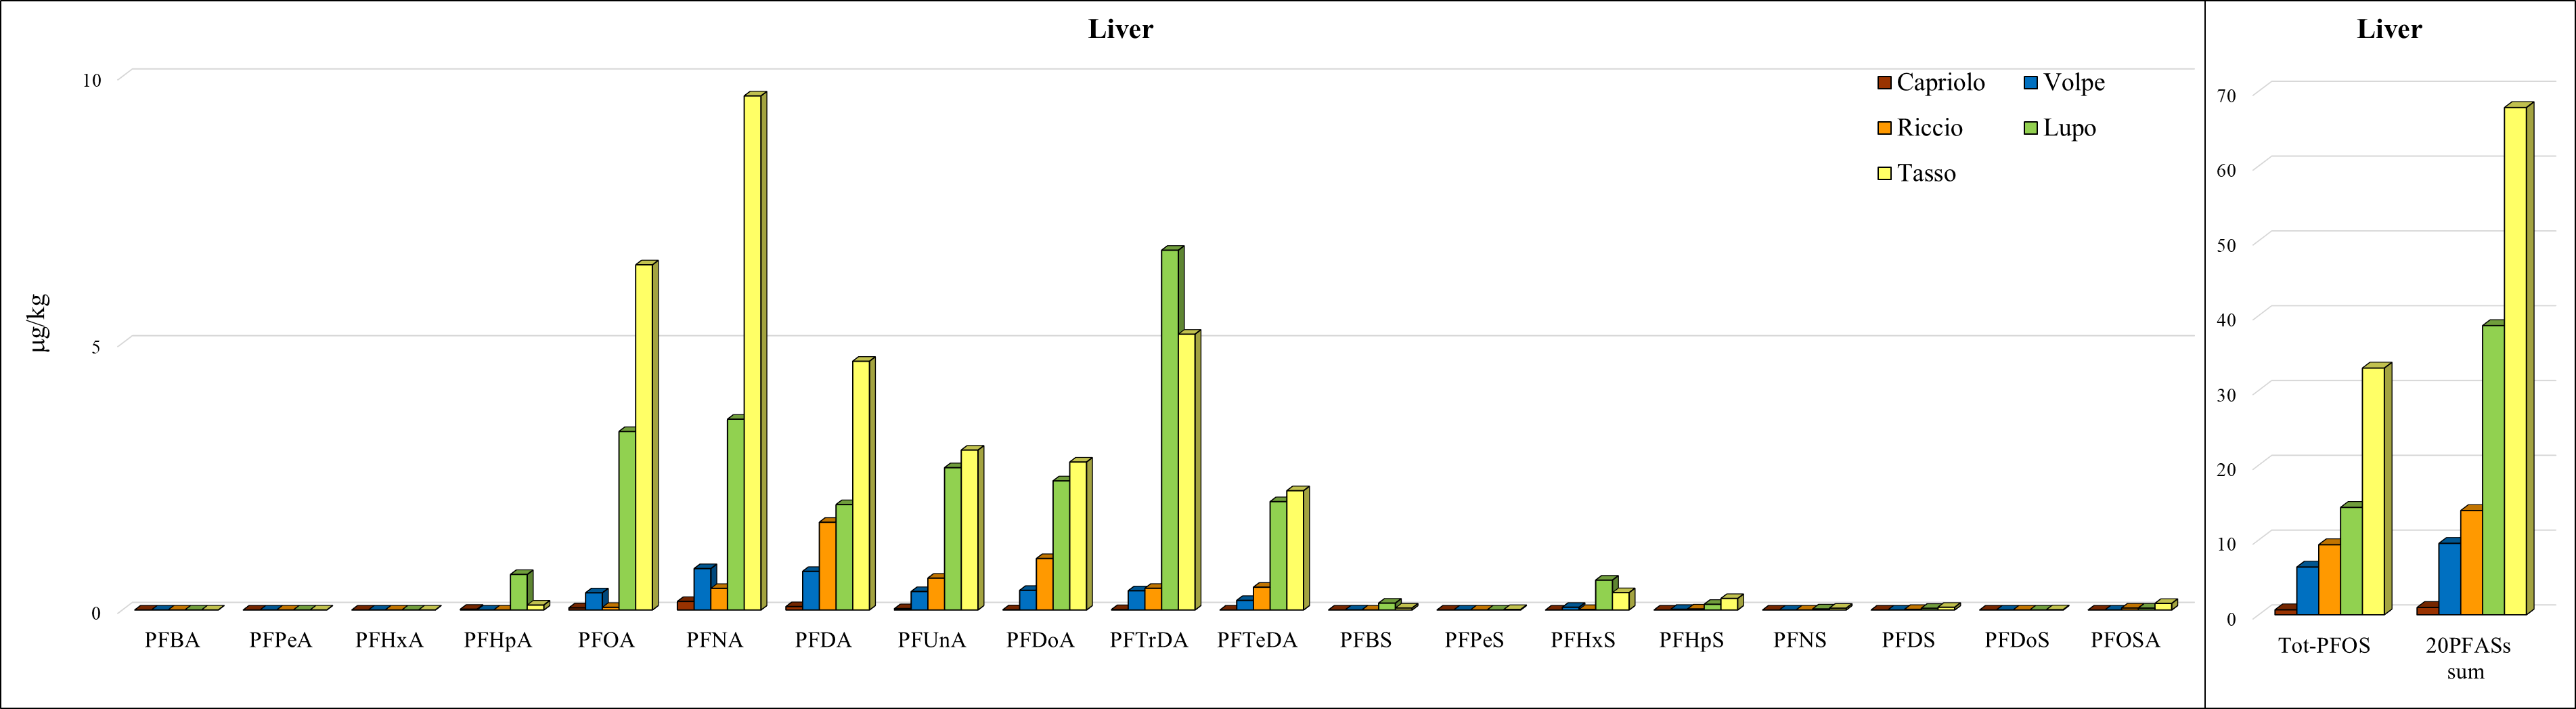 Liver
10
5
0
µg/kg
Capriolo Volpe
Riccio Lupo
Tasso
PFBA PFPeA PFHxA PFHpA PFOA PFNA PFDA PFUnA PFDoA PFTrDA PFTeDA PFBS PFPeS PFHxS PFHpS PFNS PFDS PFDoS PFOSA
Liver
70
60
50
40
30
20
10
0
Tot-PFOS 20PFASs
sum